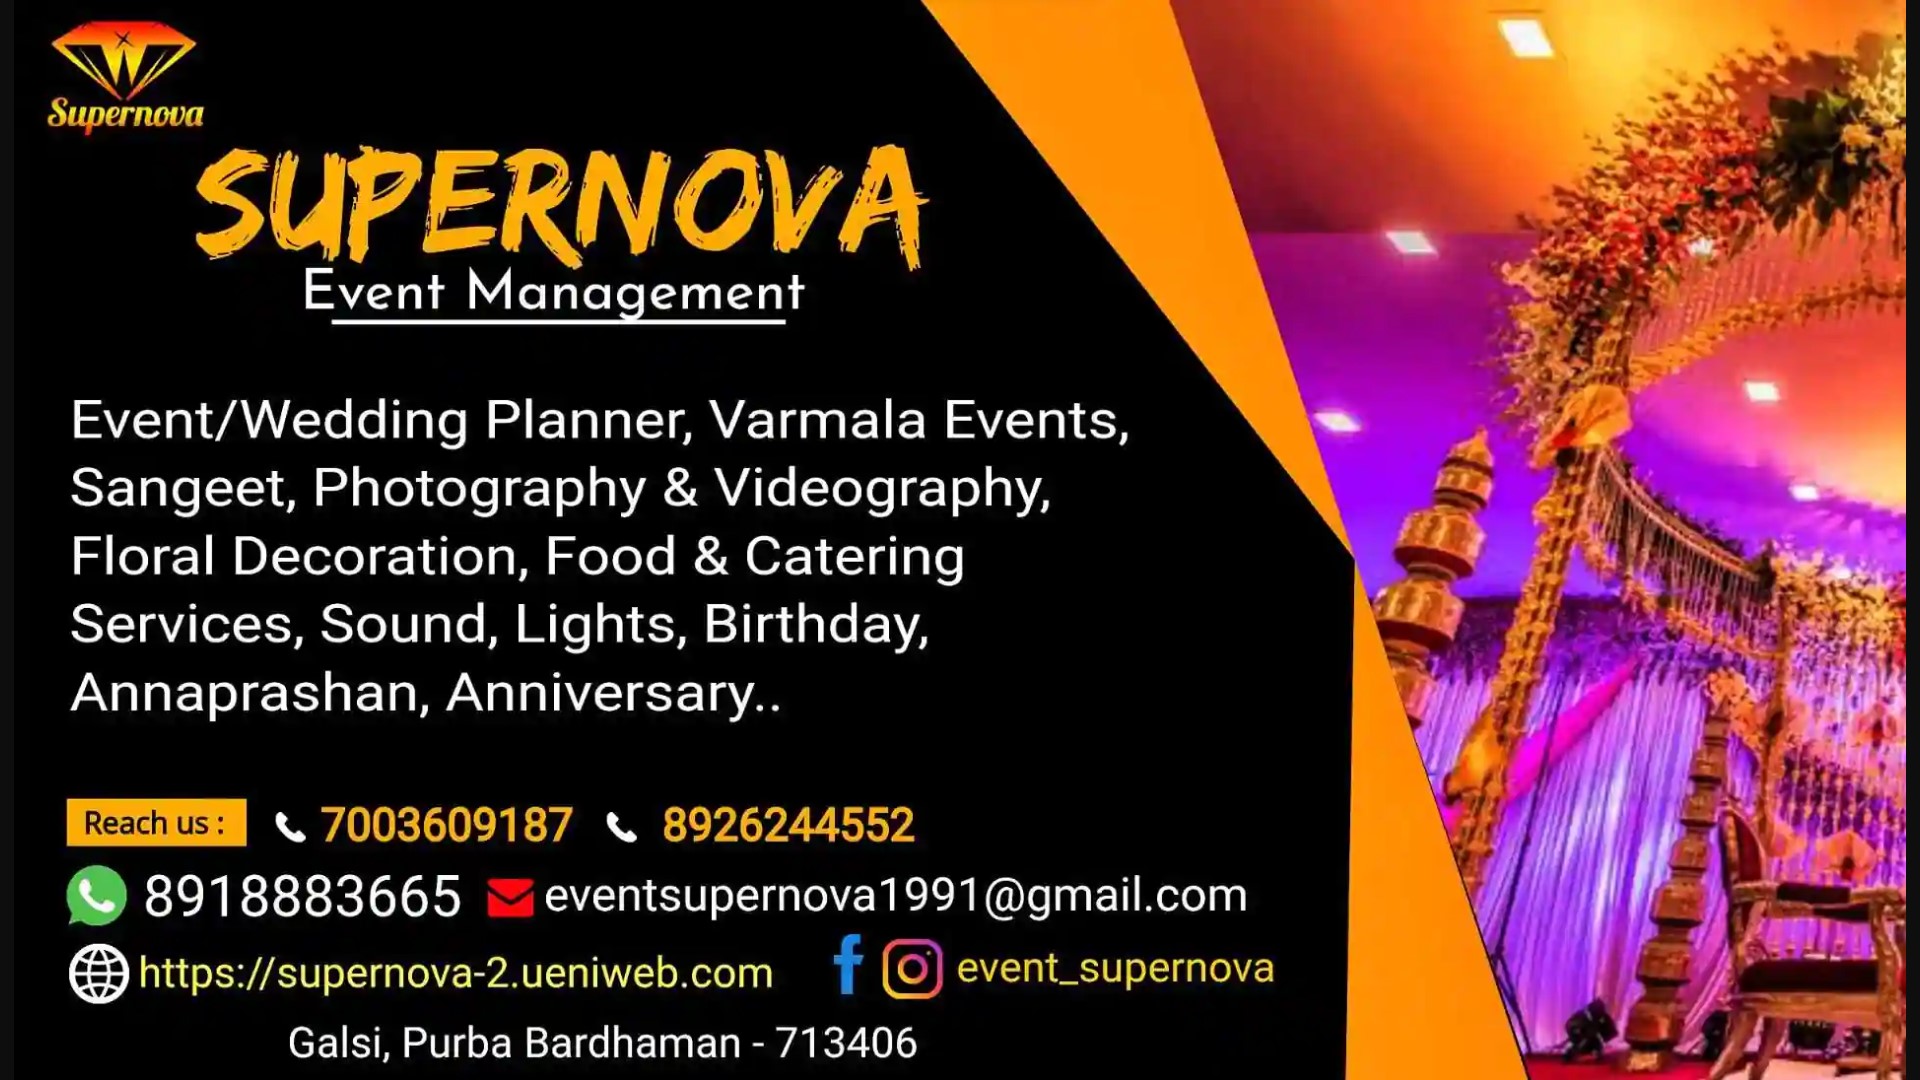 Supernova
SUPERNOVA
Event Management
Event/Wedding Planner, Varmala Events,
Sangeet, Photography & Videography,
Floral Decoration, Food & Catering
Services, Sound, Lights, Birthday,
Annaprashan, Anniversary..
Reach us : 7003609187 8926244552
8918883665 eventsupernova1991@gmail.com
https://supernova-2.ueniweb.com event_supernova
Galsi, Purba Bardhaman - 713406